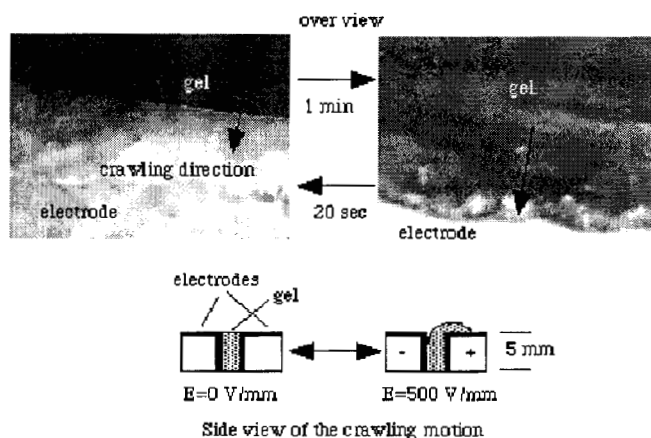 over view
gel
1 min
gel
crawling direction
electrode
20 sec
electrode
electrodes
gel
- +
5 mm
E=0 V/mm
E=500 V/mm
Side view of the crawling motion